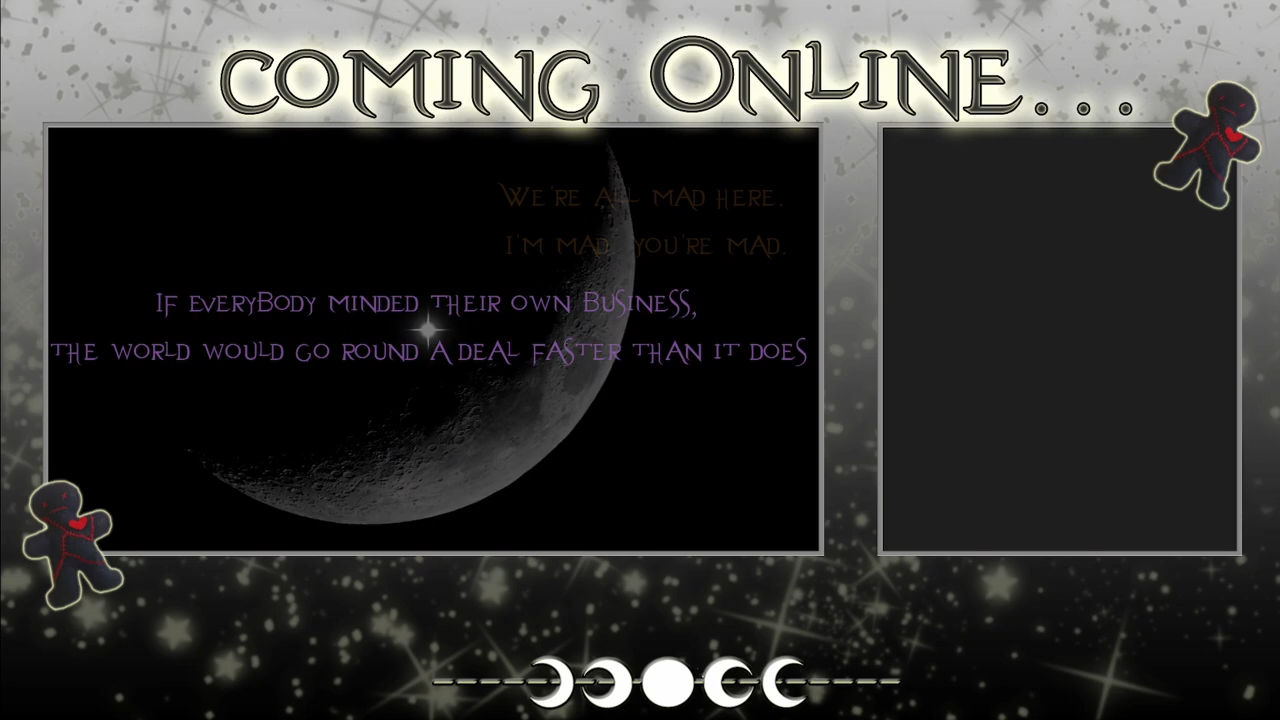 COMING ONLINE...
WE'RE ALL MAD HERE.
I'M MAD. YOU'RE MAD.
IF EVERYBODY MINDED THEIR OWN BUSINESS,
THE WORLD WOULD GO ROUND A DEAL FASTER THAN IT DOES